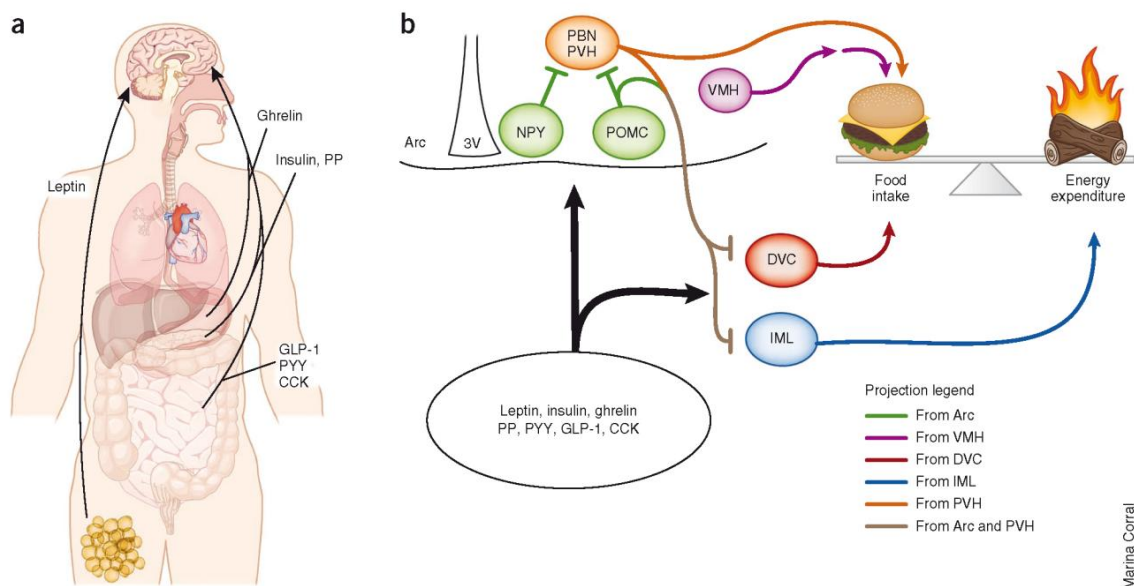 a
Ghrelin
Insulin, PP
Leptin
GLP-1
PYY
CCK
b
PBN
PVH
VMH
NPY
POMC
Arc
3V
Food
intake
Energy
expenditure
DVC
IML
Leptin, insulin, ghrelin
PP, PYY, GLP-1, CCK
Projection legend
From Arc
From VMH
From DVC
From IML
From PVH
From Arc and PVH
Marina Corral